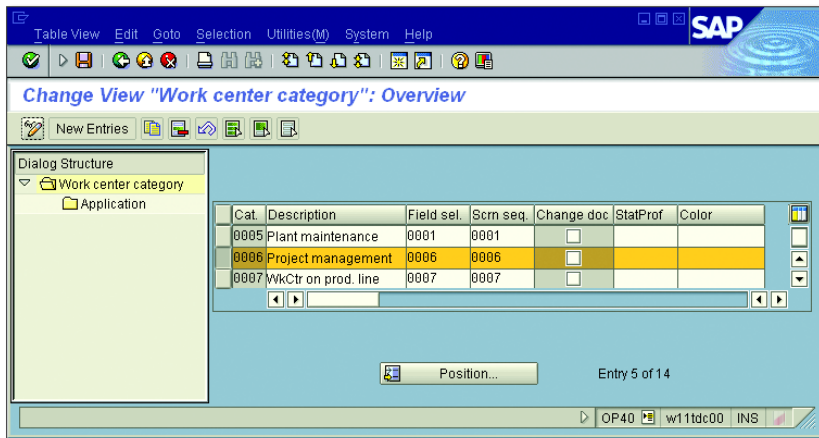 Table View Edit Goto Selection Utilities(M) System Help
SAP
Change View "Work center category": Overview
New Entries
Dialog Structure
Work center category
Application
Cat. Description Field sel. Scrn seq. Change doc StatProf Color
0005 Plant maintenance 0001 0001
0006 Project management 0006 0006
0007 WkCtr on prod. line 0007 0007
Position... Entry 5 of 14
OP40 w11tdc00 INS